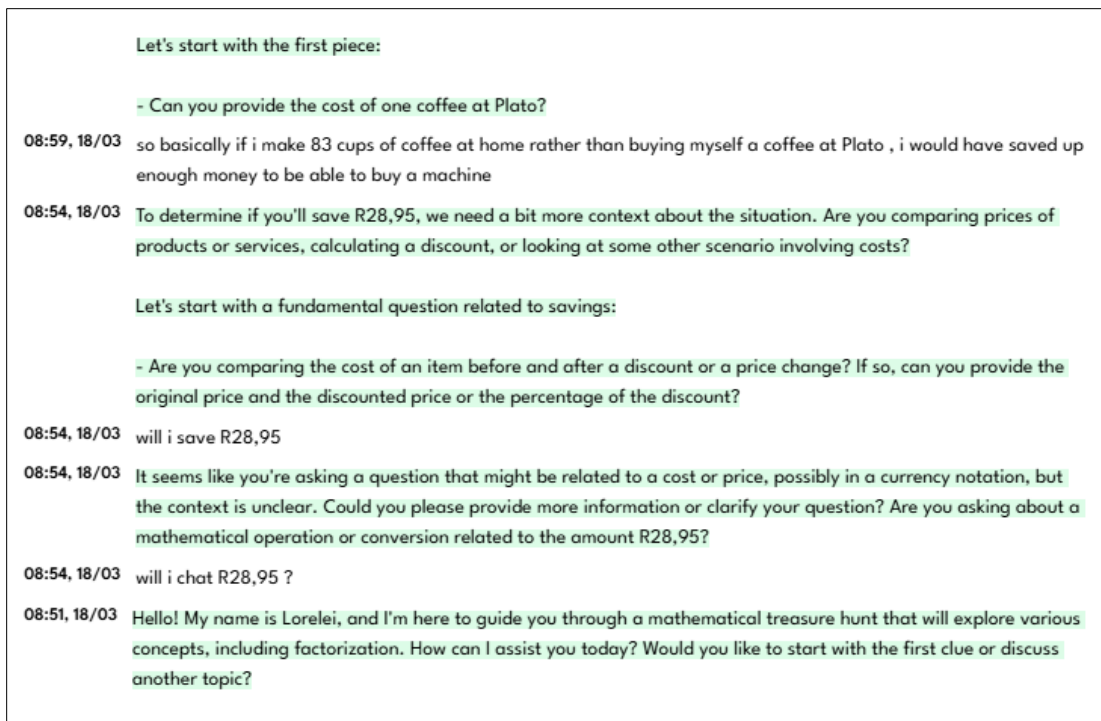 Let's start with the first piece:
- Can you provide the cost of one coffee at Plato?
08:59, 18/03 so basically if i make 83 cups of coffee at home rather than buying myself a coffee at Plato , i would have saved up
enough money to be able to buy a machine
08:54, 18/03 To determine if you'll save R28,95, we need a bit more context about the situation. Are you comparing prices of
products or services, calculating a discount, or looking at some other scenario involving costs?
Let's start with a fundamental question related to savings:
- Are you comparing the cost of an item before and after a discount or a price change? If so, can you provide the
original price and the discounted price or the percentage of the discount?
08:54, 18/03 will i save R28,95
08:54, 18/03 It seems like you're asking a question that might be related to a cost or price, possibly in a currency notation, but
the context is unclear. Could you please provide more information or clarify your question? Are you asking about a
mathematical operation or conversion related to the amount R28,95?
08:54, 18/03 will i chat R28,95 ?
08:51, 18/03 Hello! My name is Lorelei, and I'm here to guide you through a mathematical treasure hunt that will explore various
concepts, including factorization. How can I assist you today? Would you like to start with the first clue or discuss
another topic?